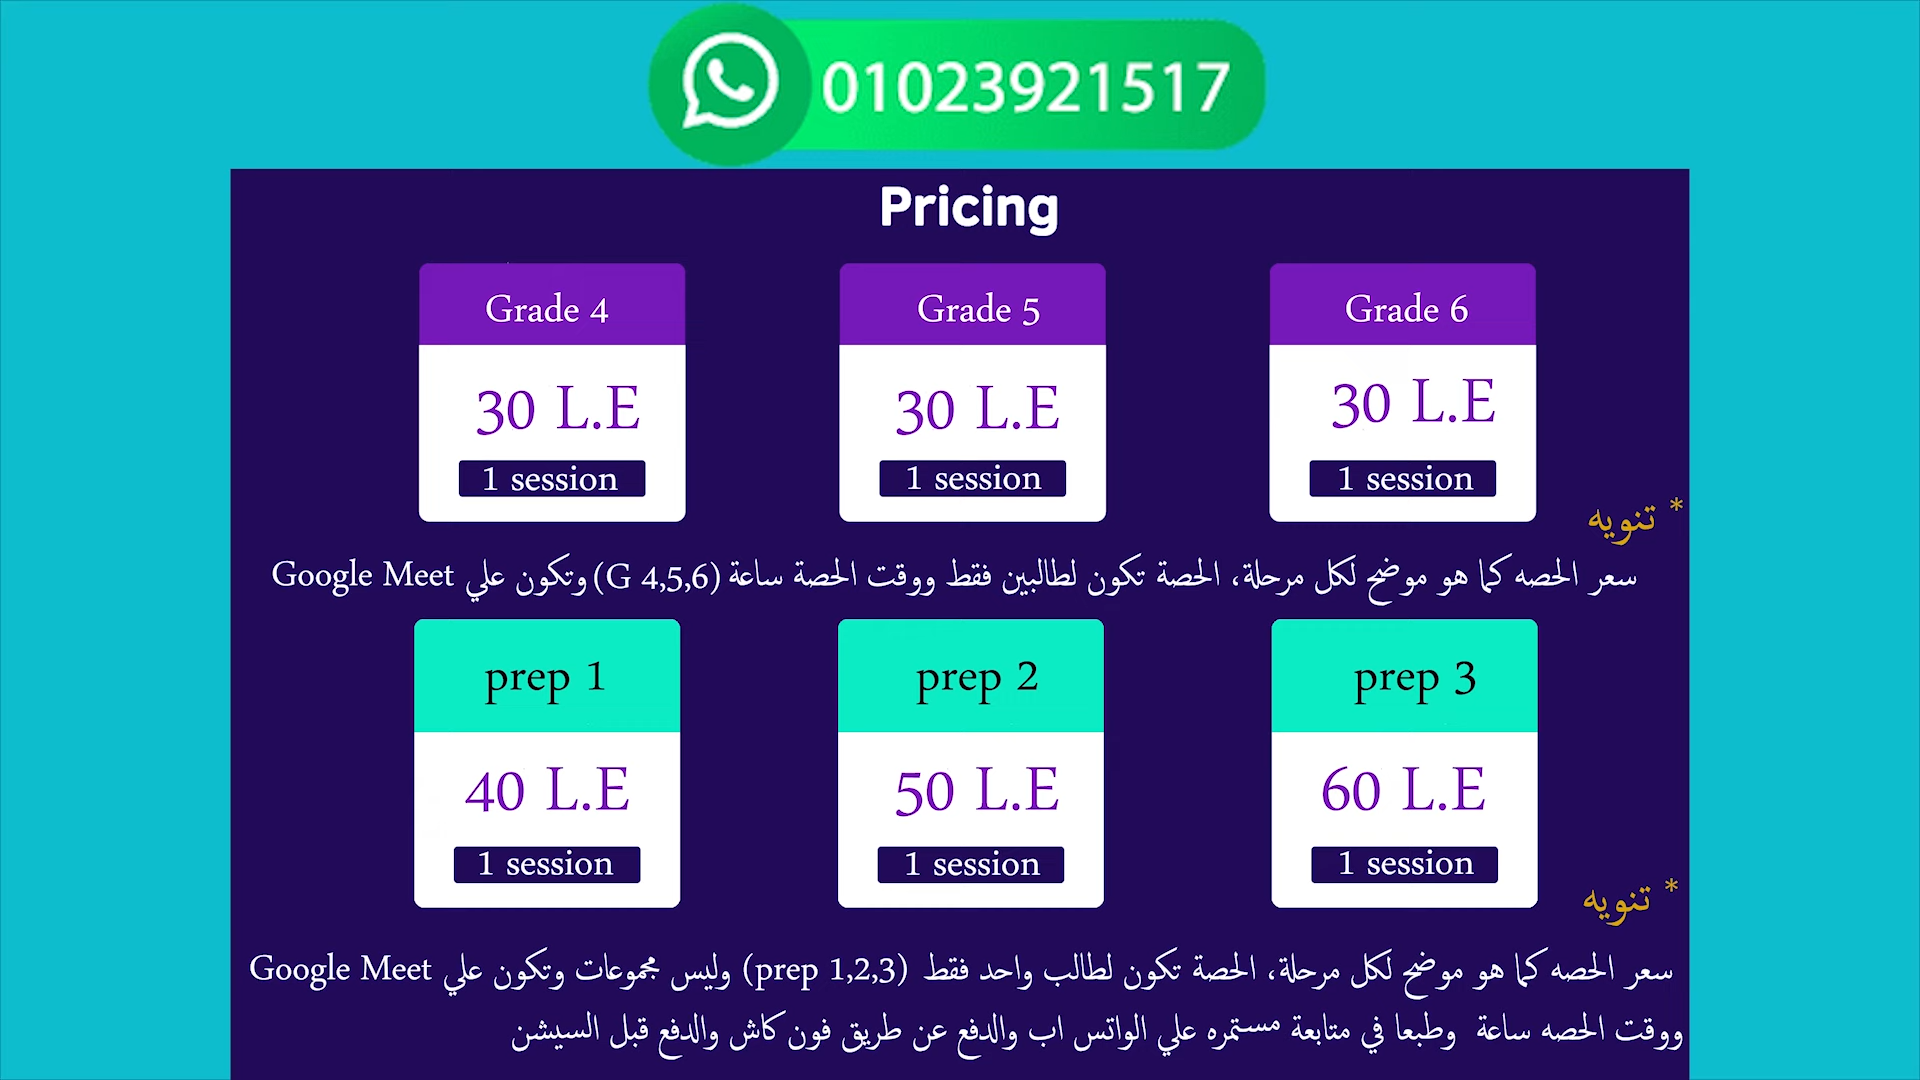 01023921517
Pricing
Grade 4
30 L.E
1 session
Grade 5
30 L.E
1 session
Grade 6
30 L.E
1 session
* تنويه
سعر الحصه كما هو موضح لكل مرحلة، الحصة تكون لطالبين فقط ووقت الحصة ساعة (G 4,5,6) وتكون علي Google Meet
prep 1
40 L.E
1 session
prep 2
50 L.E
1 session
prep 3
60 L.E
1 session
* تنويه
سعر الحصه كما هو موضح لكل مرحلة، الحصة تكون لطالب واحد فقط (prep 1,2,3) وليس مجموعات وتكون علي Google Meet
ووقت الحصه ساعة وطبعا في متابعة مستمره علي الواتس اب والدفع عن طريق فون كاش والدفع قبل السيشن